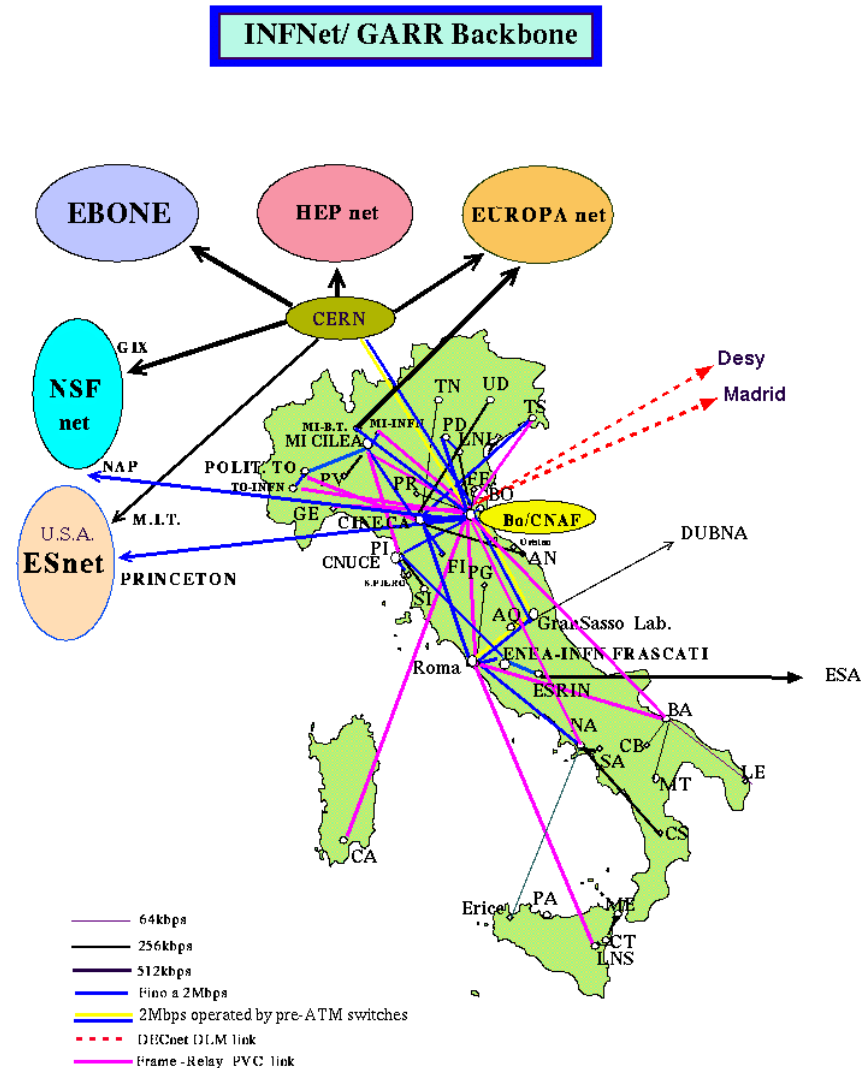 INFNet/ GARR Backbone
EBONE
HEP net
EUROPA net
CERN
GIX
NSF
net
Desy
Madrid
TN
UD
TS
MI-B.T.
MI-INFN
PD
MI CILEA
LNL
NAP
POLIT. TO
PV
TO-INFN
PR
FE.
BO
GE
CINECA
Bo/CNAF
M.I.T.
U.S.A.
ESnet
PRINCETON
DUBNA
PI
CNUCE
FI
PG
AN
S.PIERO
SI
AQ
GranSasso Lab.
Roma
ENEA-INFN FRASCATI
ESRIN
ESA
NA
BA
CB
SA
MT
LE
CS
CA
Erice
PA
ME
CT
LNS
64kbps
256kbps
512kbps
Fino a 2Mbps
2Mbps operated by pre-ATM switches
DECnet DLM link
Frame -Relay PVC link